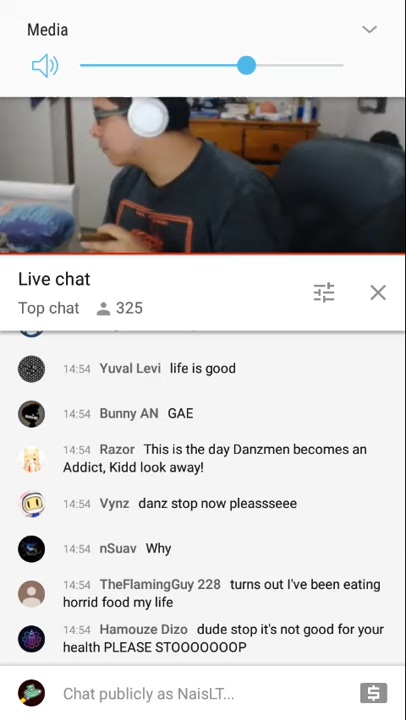 Media
Live chat
Top chat 325
14:54 Yuval Levi life is good
14:54 Bunny AN GAE
14:54 Razor This is the day Danzmen becomes an
Addict, Kidd look away!
14:54 Vynz danz stop now pleassseee
14:54 nSuav Why
14:54 TheFlamingGuy 228 turns out I've been eating
horrid food my life
14:54 Hamouze Dizo dude stop it's not good for your
health PLEASE STOOOOOOOP
Chat publicly as NaisLT...